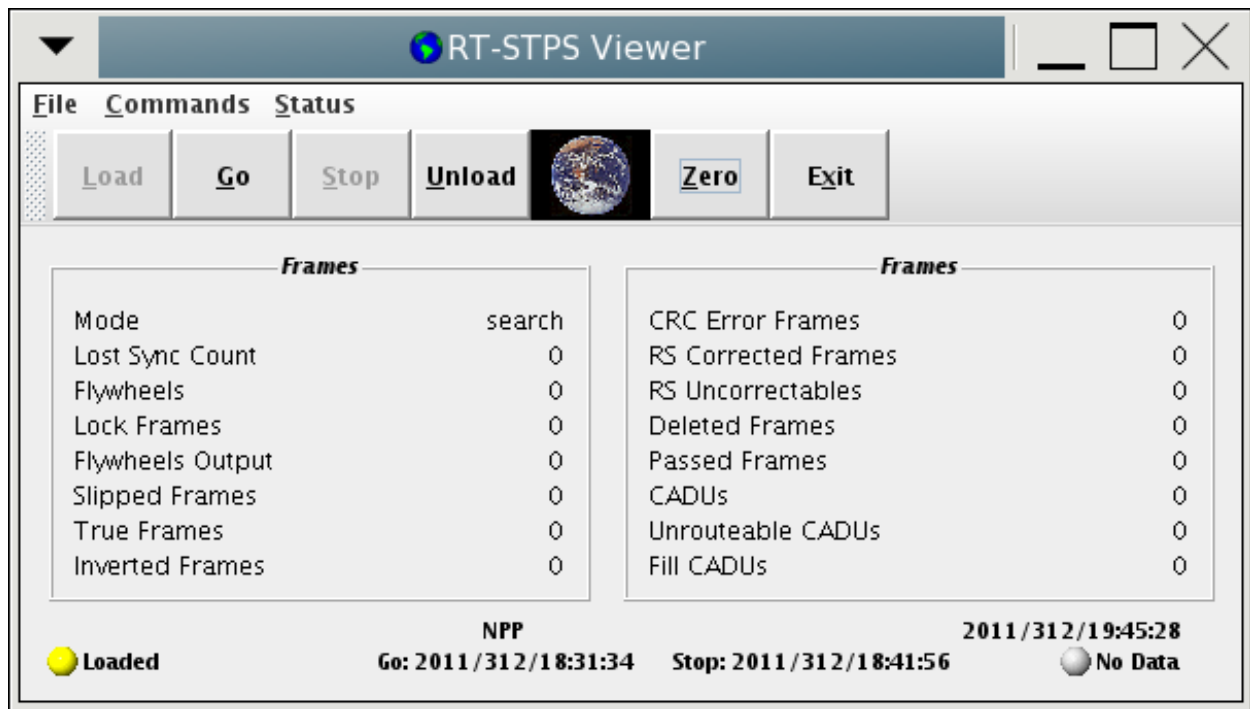 RT-STPS Viewer
File Commands Status
Load Go Stop Unload Zero Exit
Frames
Mode search
Lost Sync Count 0
Flywheels 0
Lock Frames 0
Flywheels Output 0
Slipped Frames 0
True Frames 0
Inverted Frames 0
Frames
CRC Error Frames 0
RS Corrected Frames 0
RS Uncorrectables 0
Deleted Frames 0
Passed Frames 0
CADUs 0
Unrouteable CADUs 0
Fill CADUs 0
NPP 2011/312/19:45:28
Loaded Go: 2011/312/18:31:34 Stop: 2011/312/18:41:56 No Data